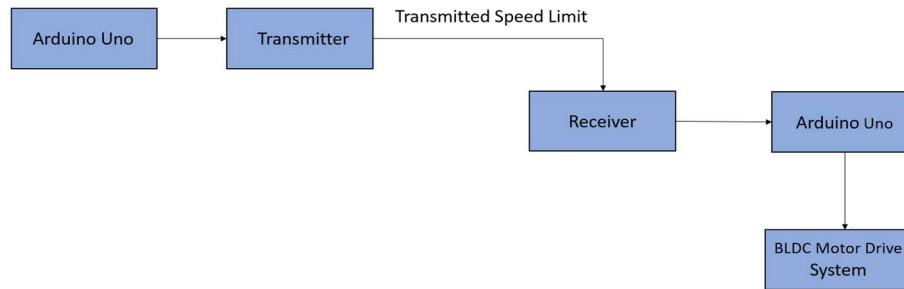 Transmitted Speed Limit
Arduino Uno
Transmitter
Receiver
Arduino Uno
BLDC Motor Drive
System